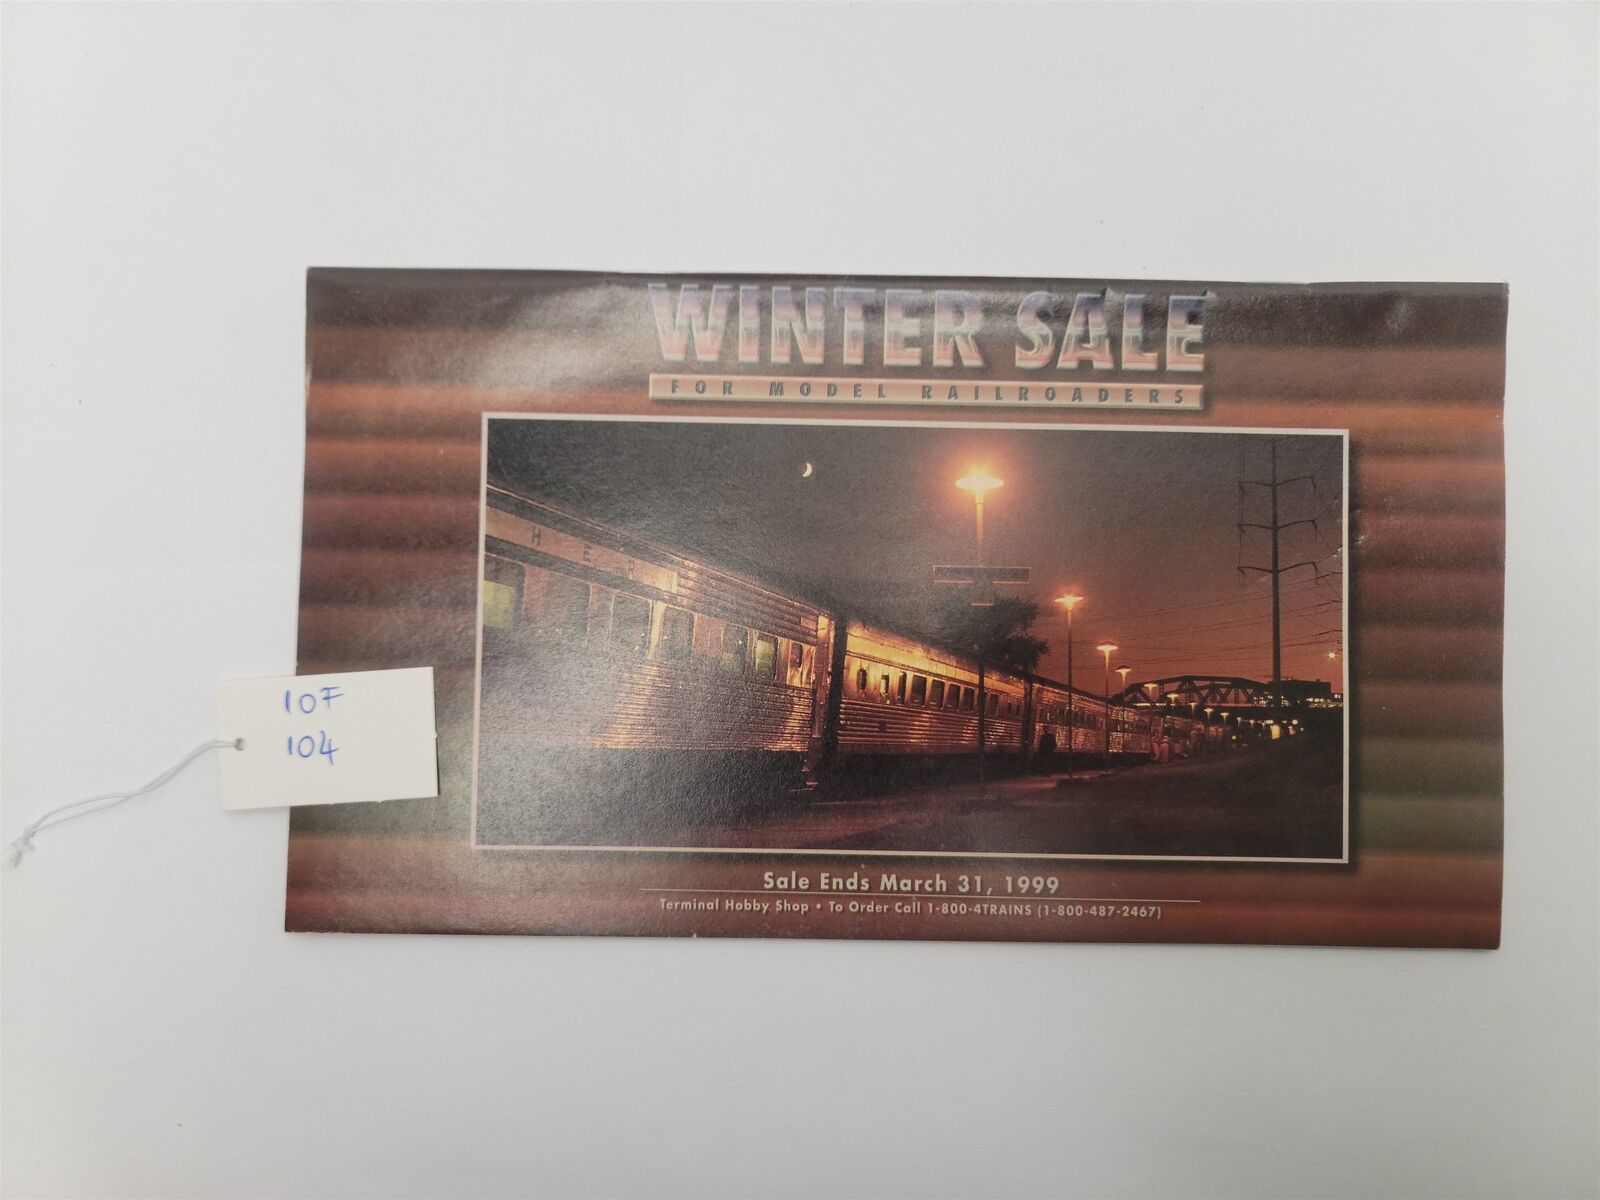 WINTER SALE
FOR MODEL RAILROADERS
HERN
10F
104
Sale Ends March 31, 1999
Terminal Hobby Shop • To Order Call 1-800-4TRAINS (1-800-487-2467)